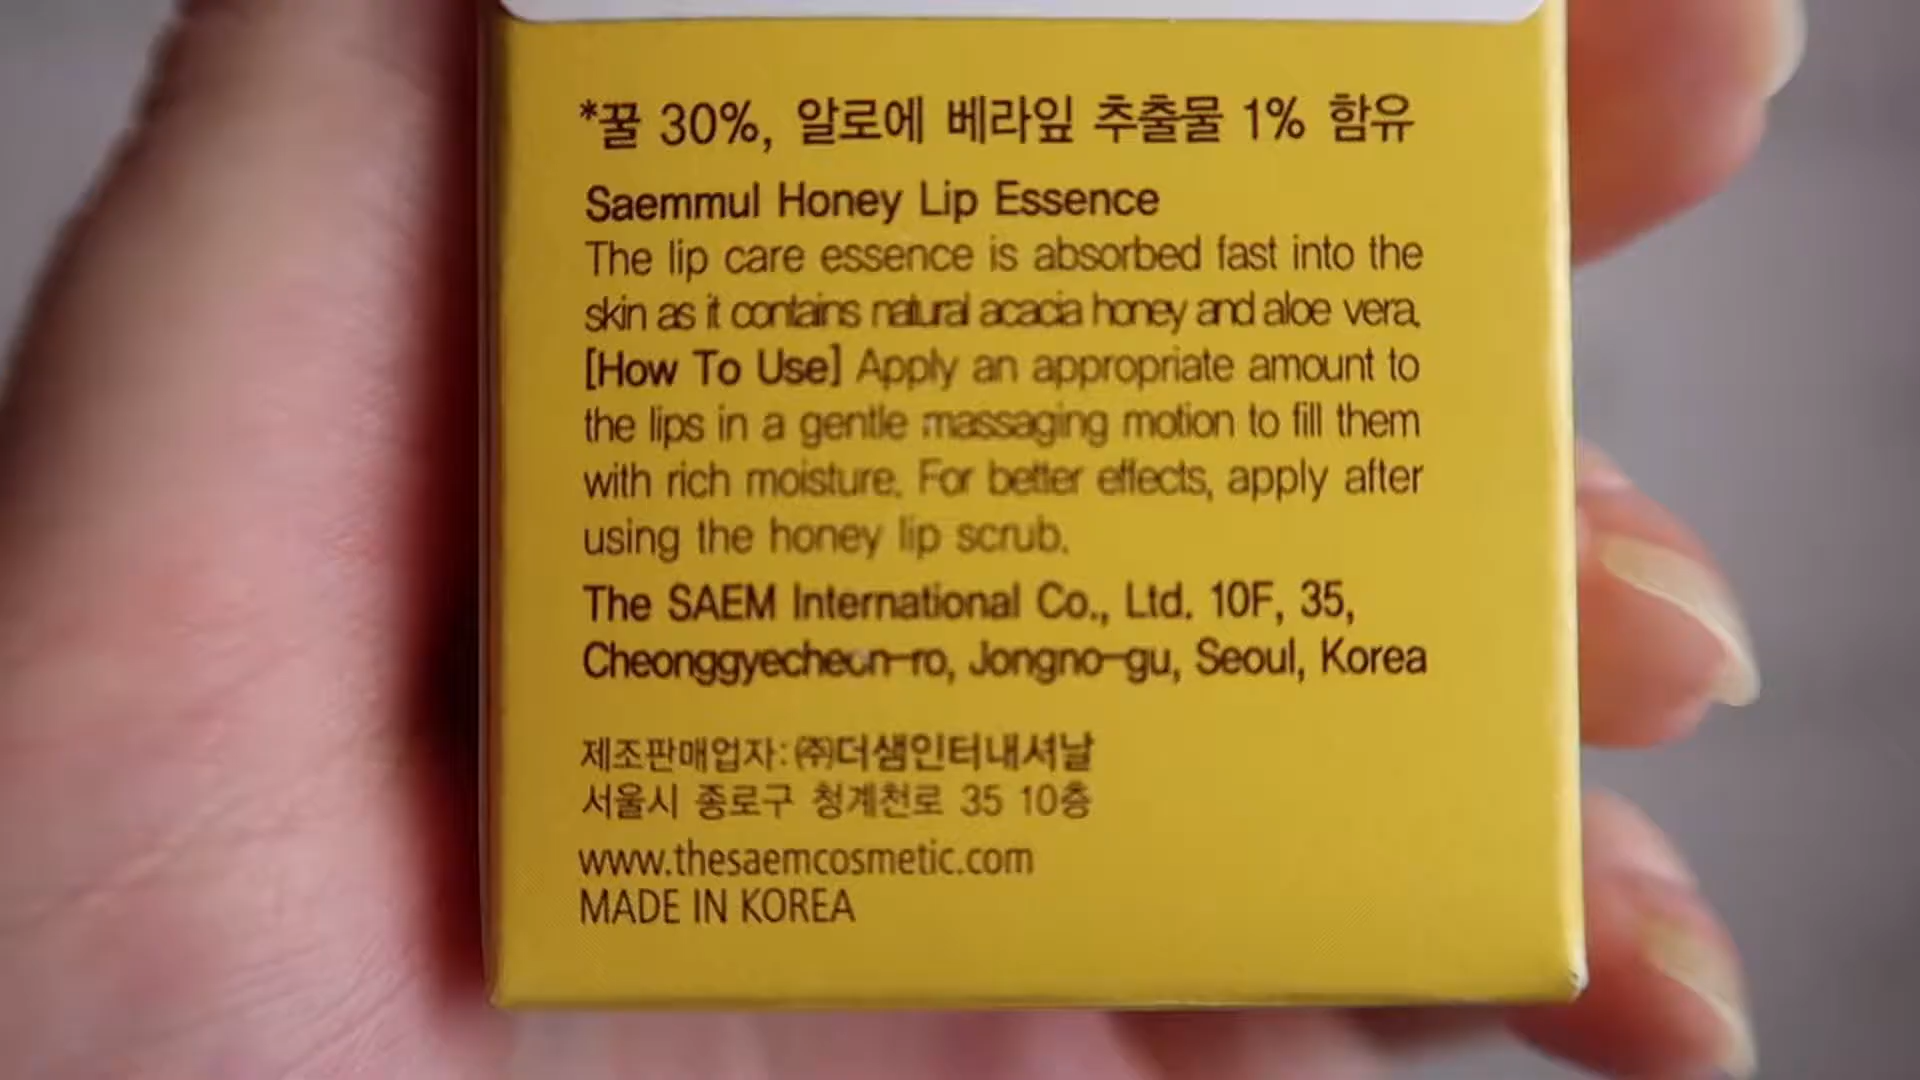 *꿀 30%, 알로에 베라잎 추출물 1% 함유
Saemmul Honey Lip Essence
The lip care essence is absorbed fast into the
skin as it contains natural acacia honey and aloe vera.
[How To Use] Apply an appropriate amount to
the lips in a gentle massaging motion to fill them
with rich moisture. For better effects, apply after
using the honey lip scrub.
The SAEM International Co., Ltd. 10F, 35,
Cheonggyecheon-ro, Jongno-gu, Seoul, Korea
제조판매업자:㈜더샘인터내셔날
서울시 종로구 청계천로 35 10층
www.thesaemcosmetic.com
MADE IN KOREA